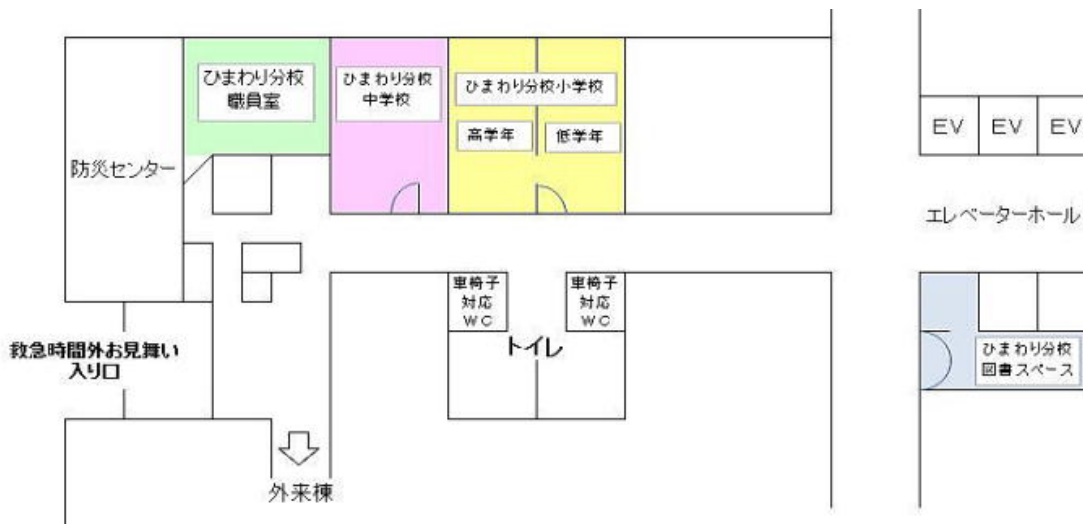 ひまわり分校
職員室
ひまわり分校
中学校
ひまわり分校小学校
高学年
低学年
防災センター
EV
EV
EV
エレベーターホール
車椅子
対応
WC
車椅子
対応
WC
トイレ
救急時間外お見舞い
入り口
ひまわり分校
図書スペース
外来棟